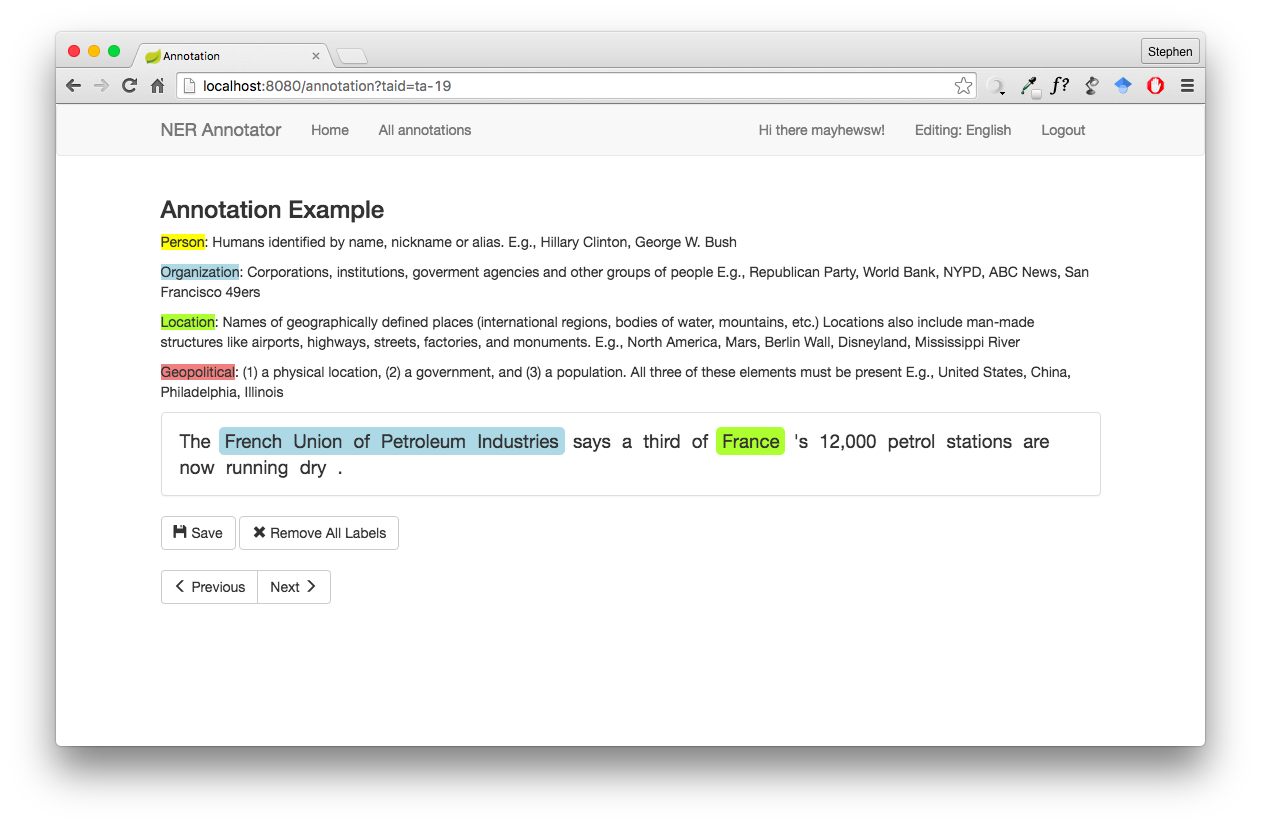 Annotation
Stephen
localhost:8080/annotation?taid=ta-19
f?
NER Annotator Home All annotations Hi there mayhewsw! Editing: English Logout
Annotation Example
Person: Humans identified by name, nickname or alias. E.g., Hillary Clinton, George W. Bush
Organization: Corporations, institutions, goverment agencies and other groups of people E.g., Republican Party, World Bank, NYPD, ABC News, San
Francisco 49ers
Location: Names of geographically defined places (international regions, bodies of water, mountains, etc.) Locations also include man-made
structures like airports, highways, streets, factories, and monuments. E.g., North America, Mars, Berlin Wall, Disneyland, Mississippi River
Geopolitical: (1) a physical location, (2) a government, and (3) a population. All three of these elements must be present E.g., United States, China,
Philadelphia, Illinois
The French Union of Petroleum Industries says a third of France 's 12,000 petrol stations are
now running dry .
Save Remove All Labels
Previous Next